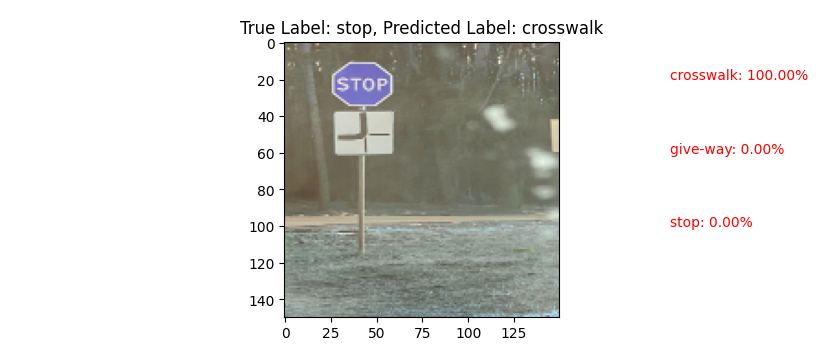 True Label: stop, Predicted Label: crosswalk
0
20
40
60
80
100
120
140
0
25
50
75
100
125
STOP
crosswalk: 100.00%
give-way: 0.00%
stop: 0.00%